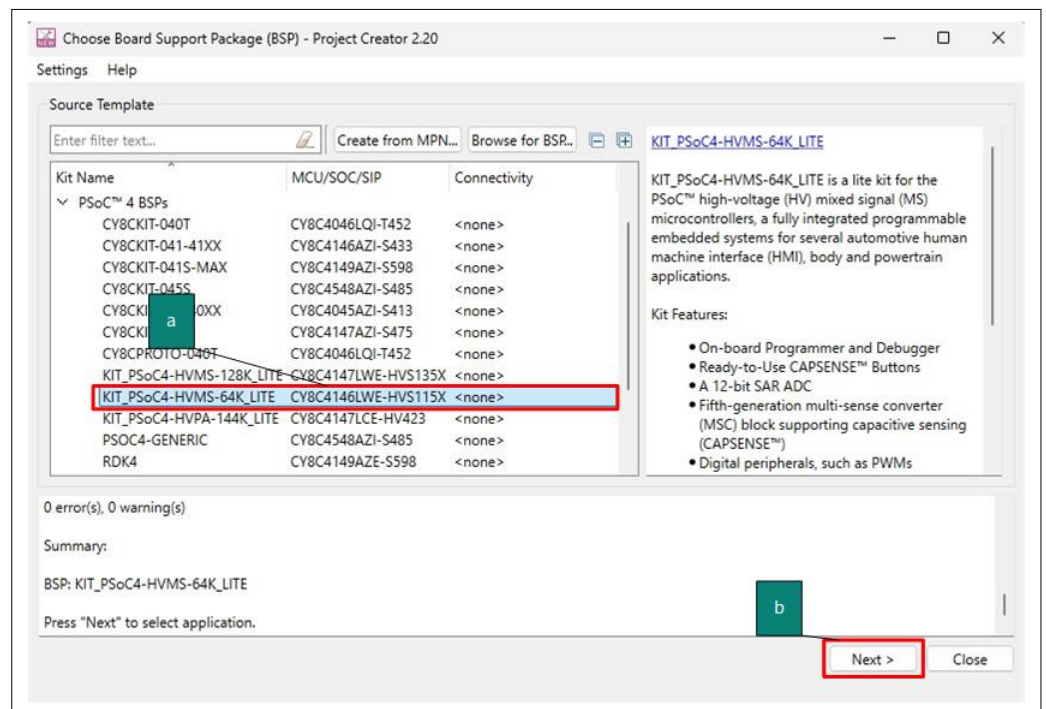 Choose Board Support Package (BSP) - Project Creator 2.20
Settings Help
Source Template
Enter filter text...
Create from MPN...
Browse for BSP...
Kit Name MCU/SOC/SIP Connectivity
PSoC™ 4 BSPs
CY8CKIT-040T CY8C4046LQI-T452 <none>
CY8CKIT-041-41XX CY8C4146AZI-S433 <none>
CY8CKIT-041S-MAX CY8C4149AZI-S598 <none>
CY8CKIT-045S CY8C4548AZI-S485 <none>
CY8CKI 0XX CY8C4045AZI-S413 <none>
CY8CKI CY8C4147AZI-S475 <none>
CY8CPROTO-040T CY8C4046LQI-T452 <none>
KIT_PSoC4-HVMS-128K_LITE CY8C4147LWE-HVS135X <none>
KIT_PSoC4-HVMS-64K_LITE CY8C4146LWE-HVS115X <none>
KIT_PSoC4-HVPA-144K_LITE CY8C4147LCE-HV423 <none>
PSOC4-GENERIC CY8C4548AZI-S485 <none>
RDK4 CY8C4149AZE-S598 <none>
a
KIT_PSoC4-HVMS-64K_LITE
KIT_PSoC4-HVMS-64K_LITE is a lite kit for the
PSoC™ high-voltage (HV) mixed signal (MS)
microcontrollers, a fully integrated programmable
embedded systems for several automotive human
machine interface (HMI), body and powertrain
applications.
Kit Features:
• On-board Programmer and Debugger
• Ready-to-Use CAPSENSE™ Buttons
• A 12-bit SAR ADC
• Fifth-generation multi-sense converter
(MSC) block supporting capacitive sensing
(CAPSENSE™)
• Digital peripherals, such as PWMs
0 error(s), 0 warning(s)
Summary:
BSP: KIT_PSoC4-HVMS-64K_LITE
Press "Next" to select application.
b
Next >
Close